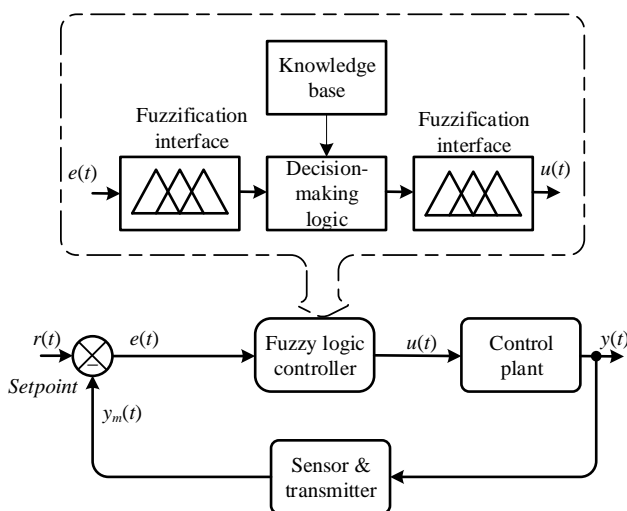 Knowledge
base
Fuzzification
interface
Fuzzification
interface
e(t)
Decision-
making
logic
u(t)
r(t)
e(t)
Fuzzy logic
controller
u(t)
Control
plant
y(t)
−
Setpoint
yₘ(t)
Sensor &
transmitter